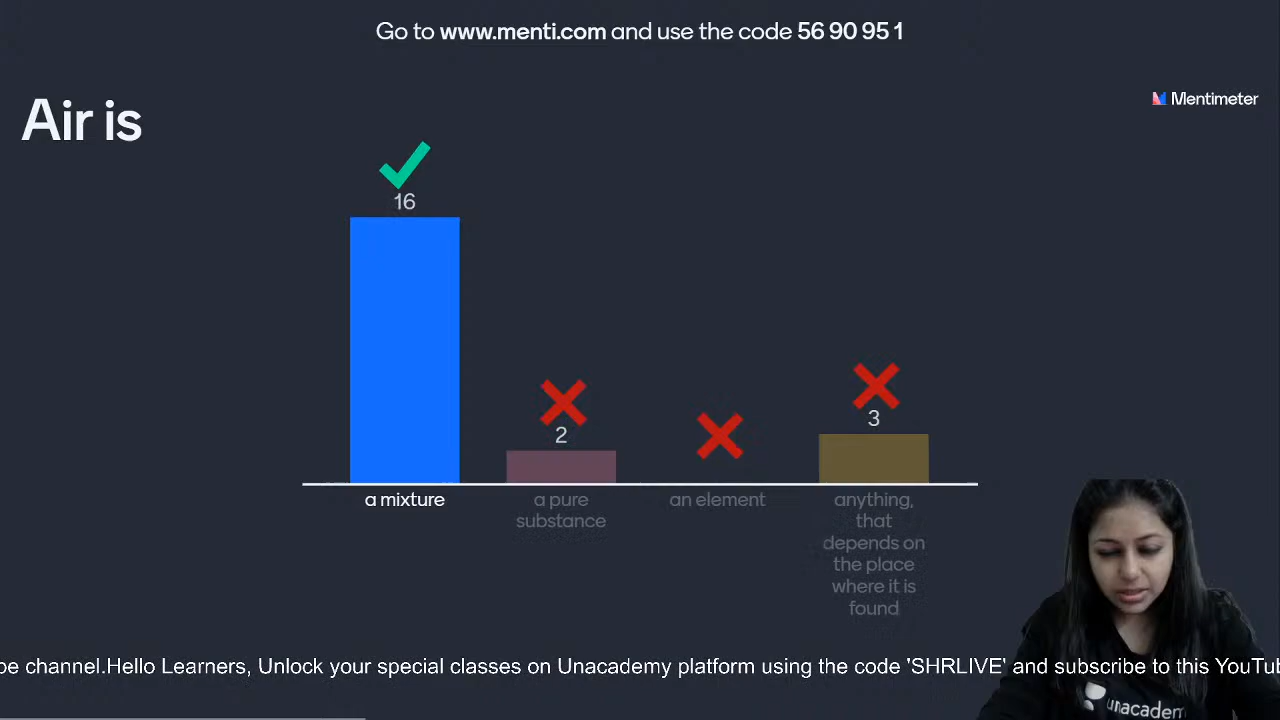 Go to www.menti.com and use the code 56 90 95 1
Mentimeter
Air is
16
2
3
a mixture
a pure
substance
an element
anything,
that
depends on
the place
where it is
found
channel.Hello Learners, Unlock your special classes on Unacademy platform using the code 'SHRLIVE' and subscribe to this
unacademy